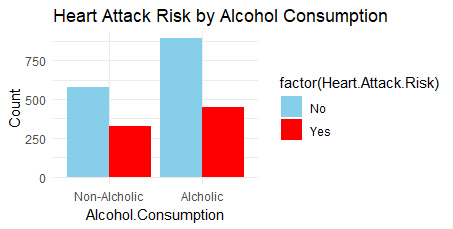 Heart Attack Risk by Alcohol Consumption
Count
750
500
250
0
Non-Alcholic
Alcholic
Alcohol.Consumption
factor(Heart.Attack.Risk)
No
Yes